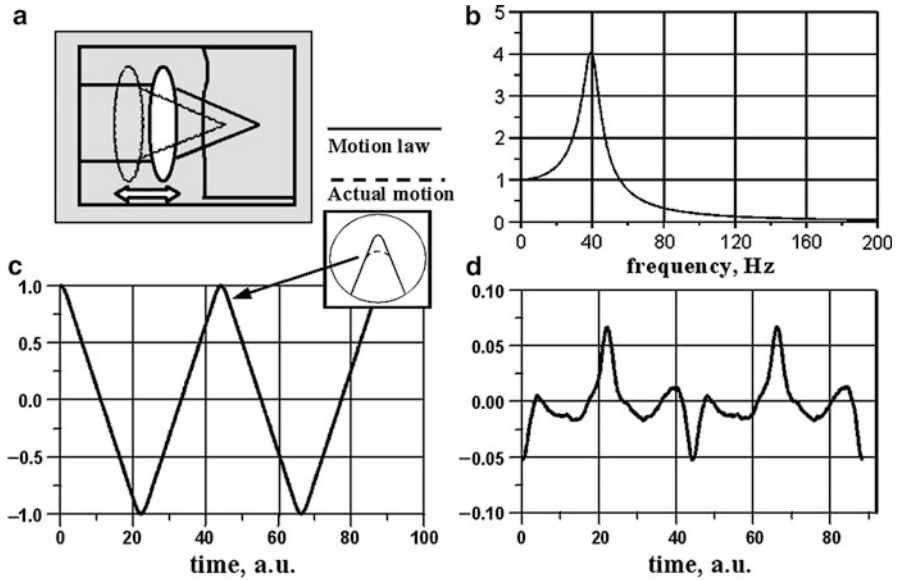 a
Motion law
Actual motion
b
5
4
3
2
1
0
0 40 80 120 160 200
frequency, Hz
c
1.0
0.5
0.0
−0.5
−1.0
0 20 40 60 80 100
time, a.u.
d
0.10
0.05
0.00
−0.05
−0.10
0 20 40 60 80
time, a.u.